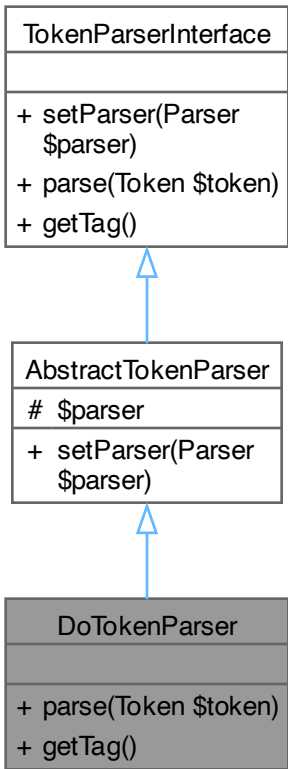 TokenParserInterface
+ setParser(Parser
$parser)
+ parse(Token $token)
+ getTag()
AbstractTokenParser
# $parser
+ setParser(Parser
$parser)
DoTokenParser
+ parse(Token $token)
+ getTag()